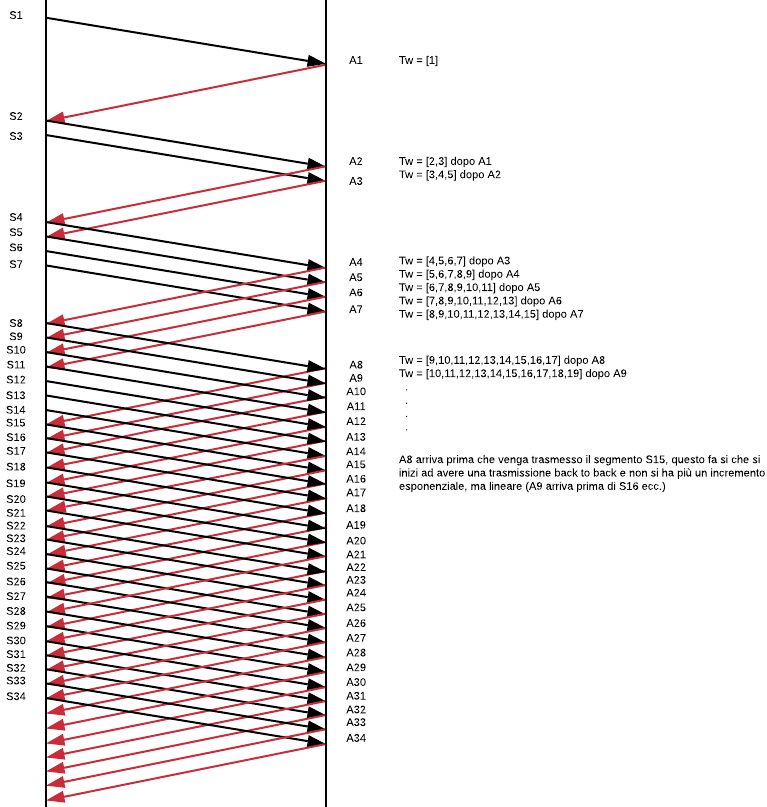 S1
A1 Tw = [1]
S2
S3
A2 Tw = [2,3] dopo A1
A3 Tw = [3,4,5] dopo A2
S4
S5
S6
S7
A4 Tw = [4,5,6,7] dopo A3
A5 Tw = [5,6,7,8,9] dopo A4
A6 Tw = [6,7,8,9,10,11] dopo A5
A7 Tw = [7,8,9,10,11,12,13] dopo A6
Tw = [8,9,10,11,12,13,14,15] dopo A7
S8
S9
S10
S11
S12
S13
S14
S15
S16
S17
S18
S19
S20
S21
S22
S23
S24
S25
S26
S27
S28
S29
S30
S31
S32
S33
S34
A8
A9
A10
A11
A12
A13
A14
A15
A16
A17
A18
A19
A20
A21
A22
A23
A24
A25
A26
A27
A28
A29
A30
A31
A32
A33
A34
Tw = [9,10,11,12,13,14,15,16,17] dopo A8
Tw = [10,11,12,13,14,15,16,17,18,19] dopo A9
.
.
.
.
A8 arriva prima che venga trasmesso il segmento S15, questo fa si che si
inizi ad avere una trasmissione back to back e non si ha più un incremento
esponenziale, ma lineare (A9 arriva prima di S16 ecc.)